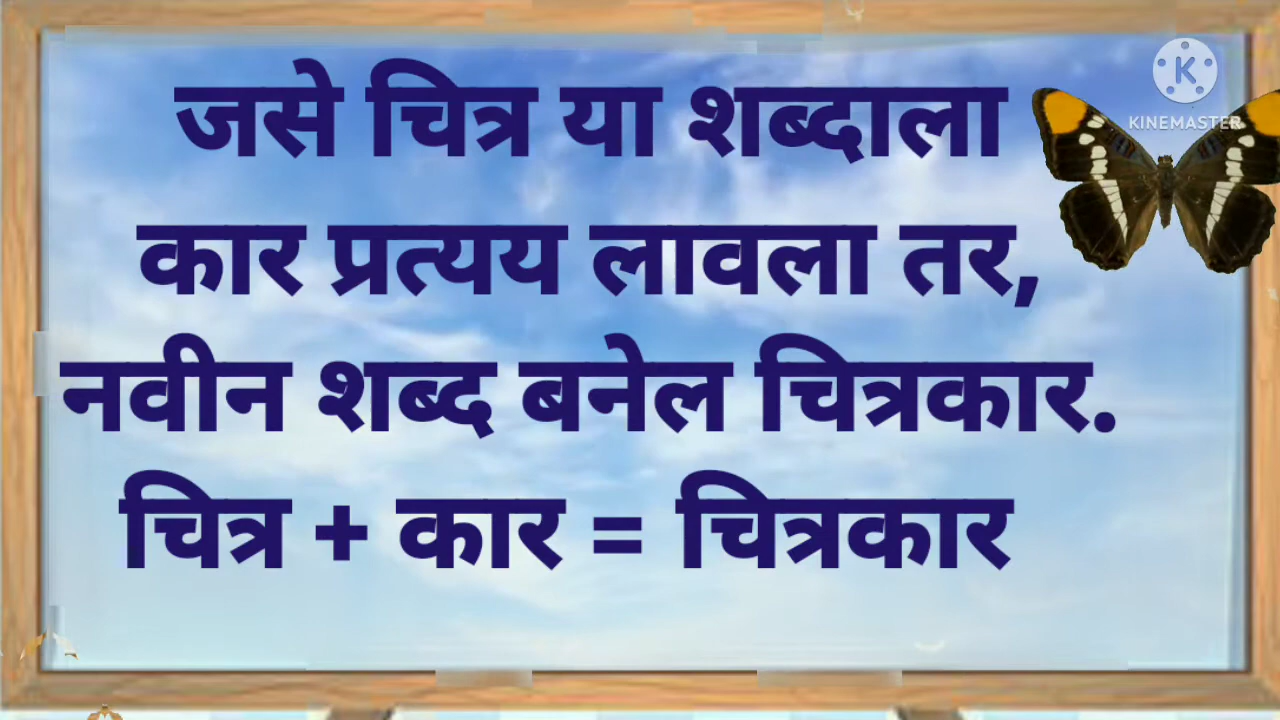 जसे चित्र या शब्दाला
कार प्रत्यय लावला तर,
नवीन शब्द बनेल चित्रकार.
चित्र + कार = चित्रकार
K
KINEMASTER